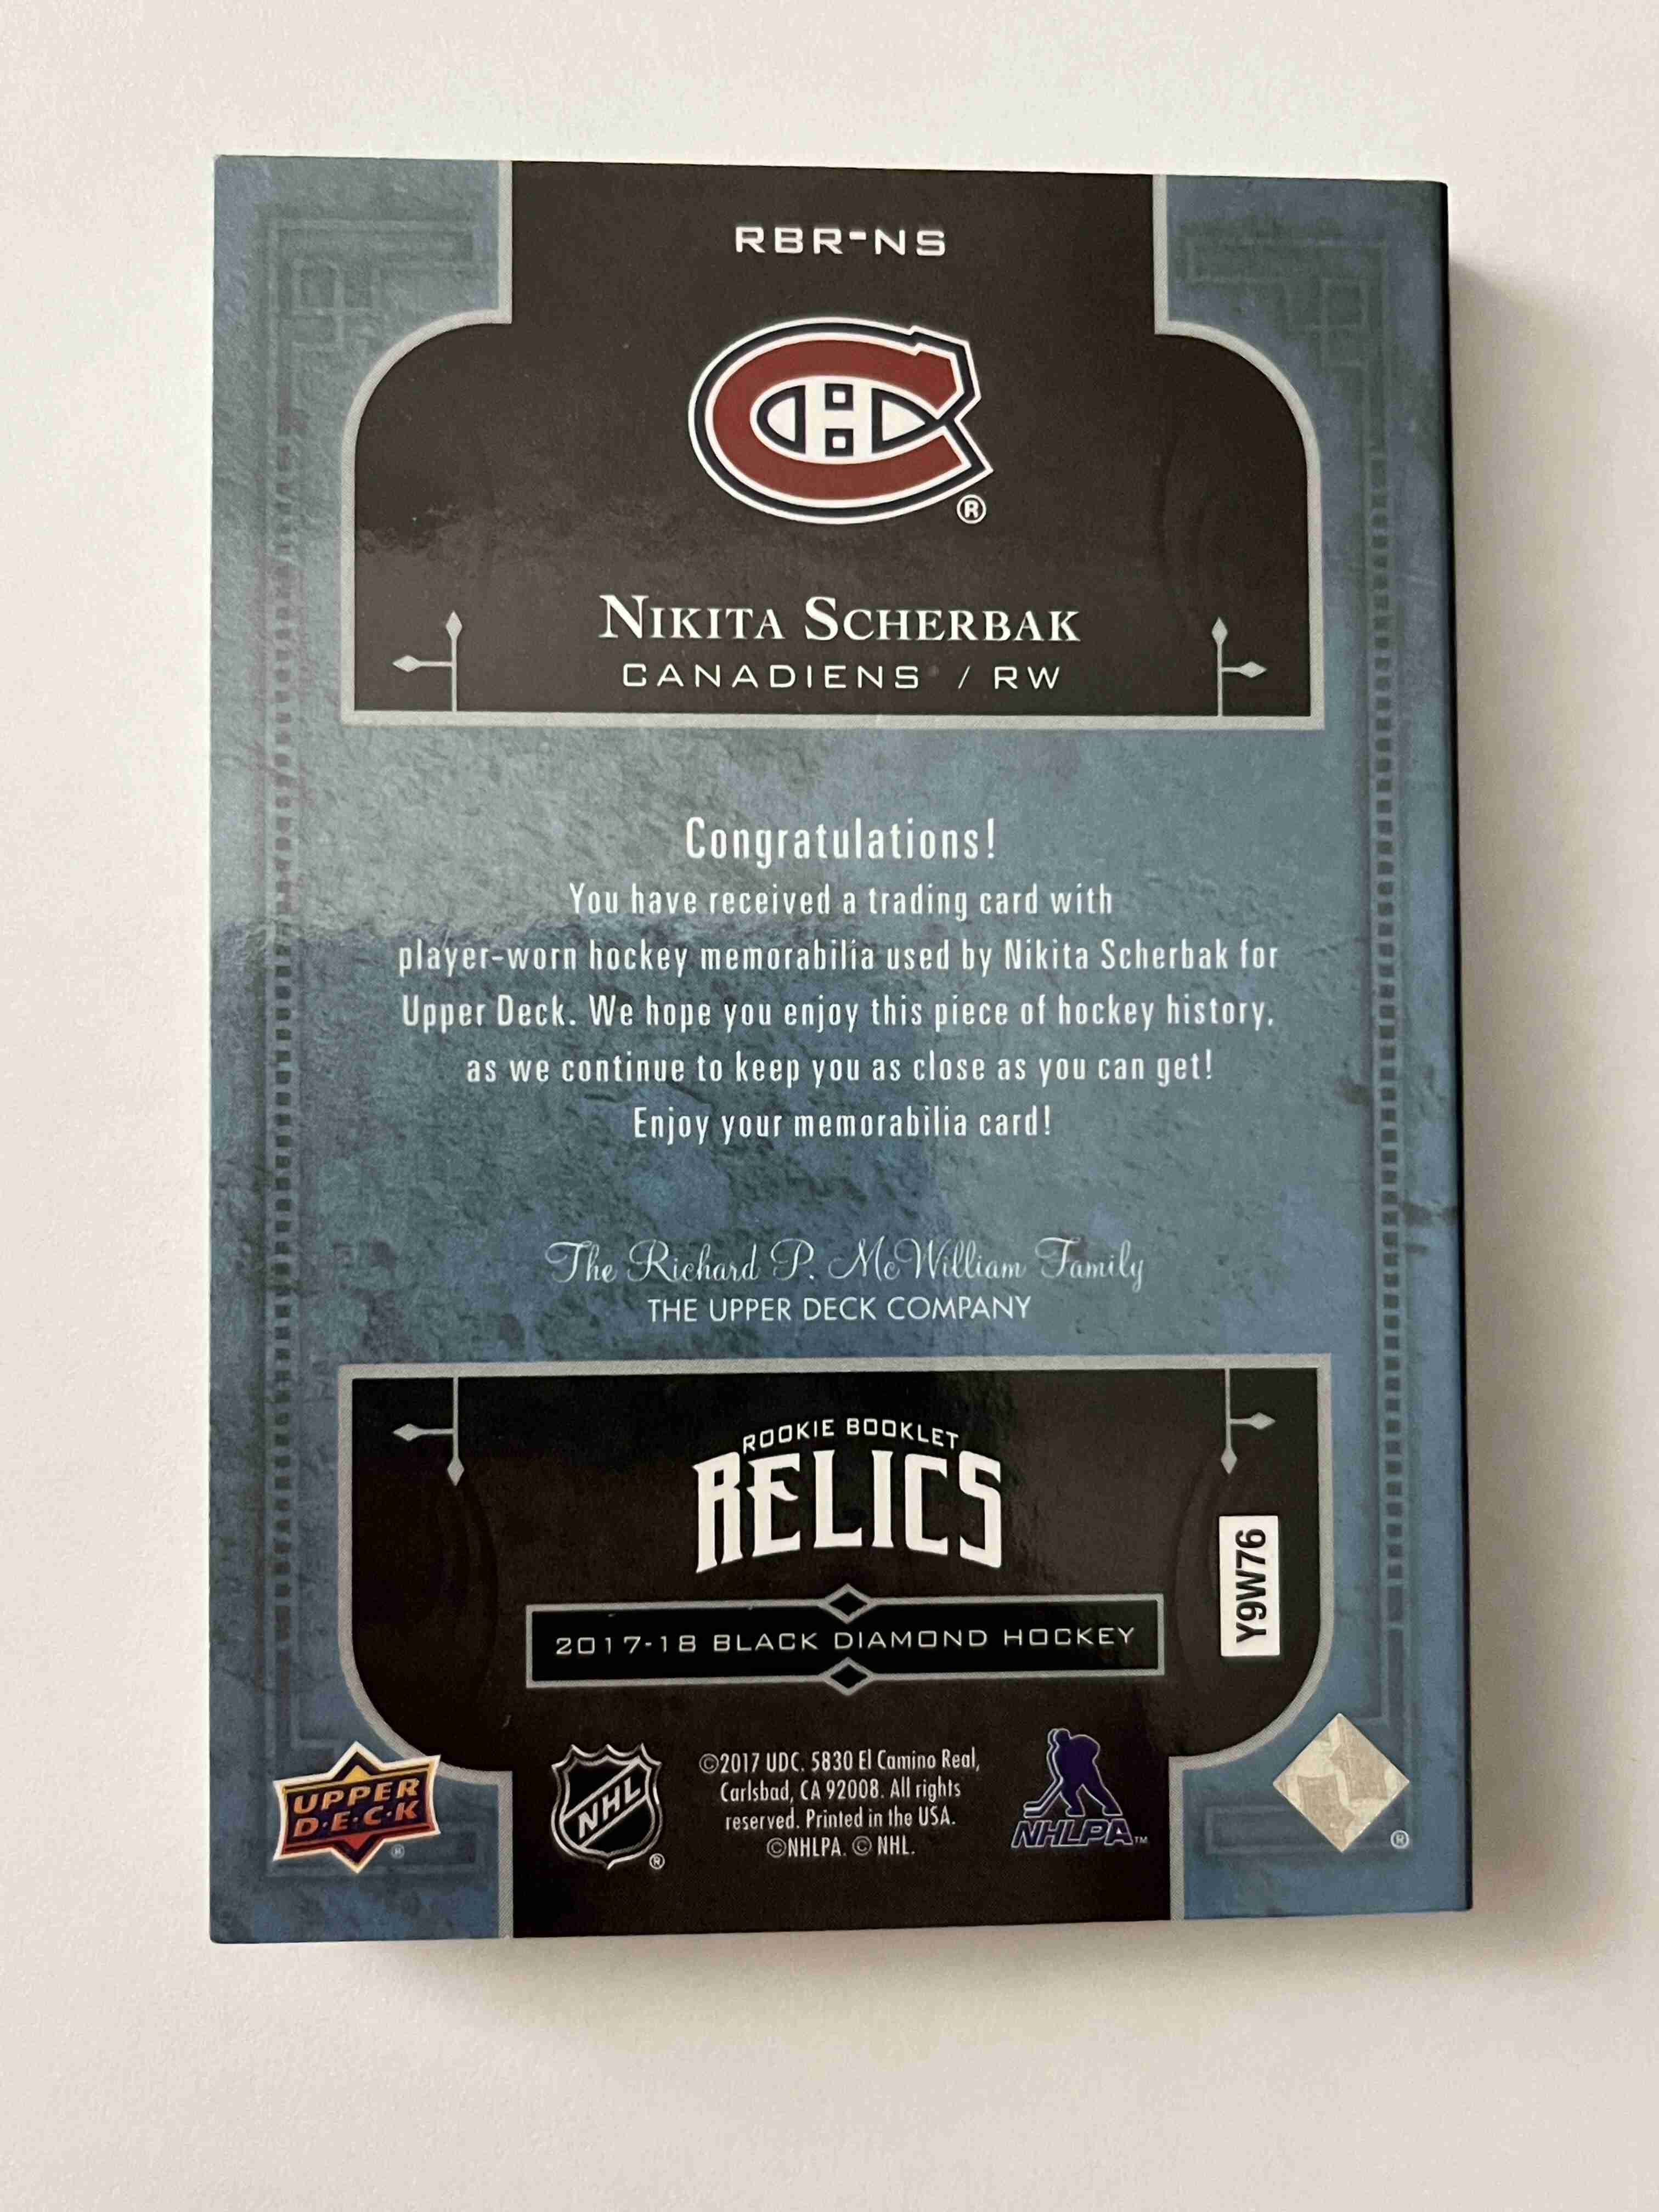 RBR-NS
CH
®
NIKITA SCHERBAK
CANADIENS / RW
Congratulations!
You have received a trading card with
player-worn hockey memorabilia used by Nikita Scherbak for
Upper Deck. We hope you enjoy this piece of hockey history,
as we continue to keep you as close as you can get!
Enjoy your memorabilia card!
The Richard P. McWilliam Family
THE UPPER DECK COMPANY
ROOKIE BOOKLET
RELICS
2017-18 BLACK DIAMOND HOCKEY
Y9W76
UPPER
D·E·C·K
®
NHL
®
©2017 UDC. 5830 El Camino Real,
Carlsbad, CA 92008. All rights
reserved. Printed in the USA.
©NHLPA. © NHL.
NHLPA™
®